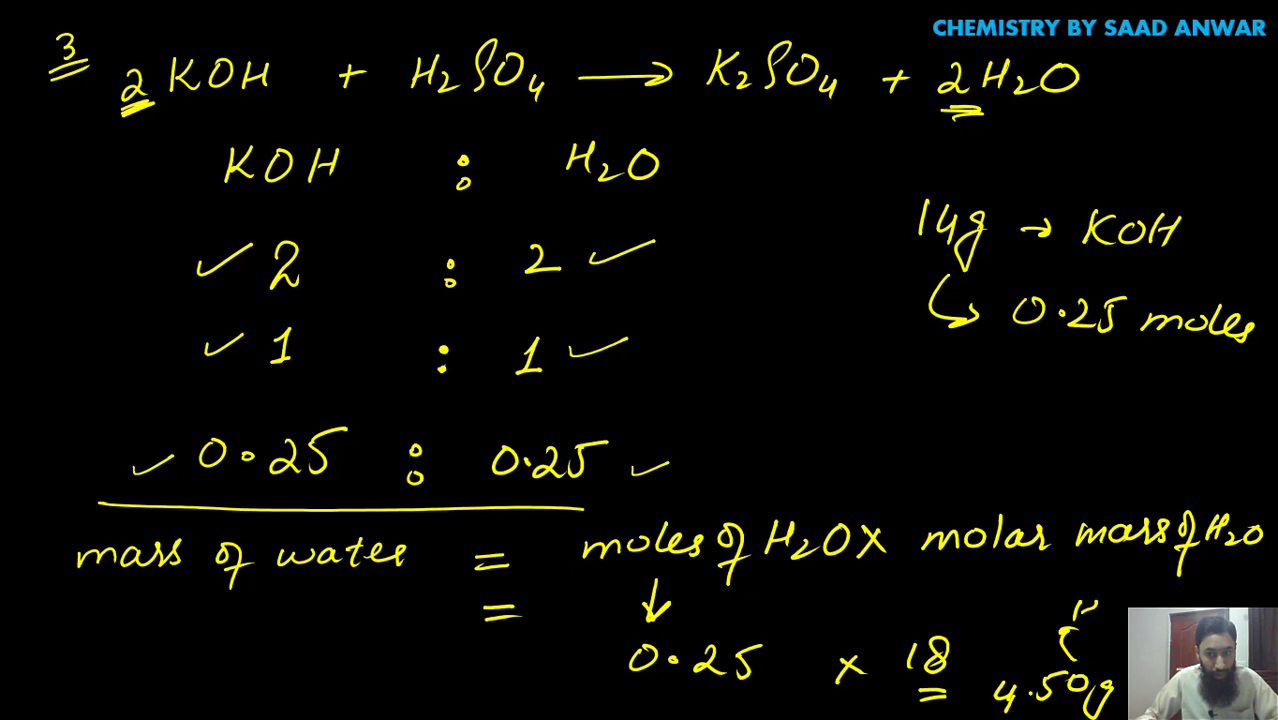 CHEMISTRY BY SAAD ANWAR
3
2KOH + H2SO4 → K2SO4 + 2H2O
KOH : H2O
14g → KOH
✓ 2 : 2 ✓
↳ 0.25 moles
✓ 1 : 1 ✓
✓ 0.25 : 0.25 ✓
mass of water = moles of H2O x molar mass of H2O
= 0.25 x 18
4.50g